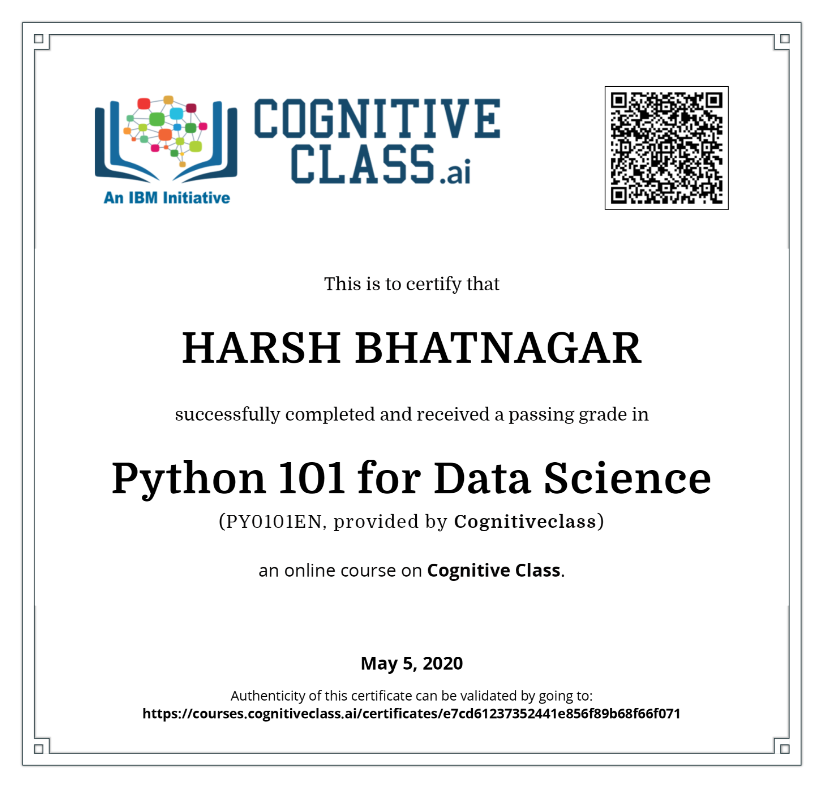 COGNITIVE
CLASS.ai
An IBM Initiative
This is to certify that
HARSH BHATNAGAR
successfully completed and received a passing grade in
Python 101 for Data Science
(PY0101EN, provided by Cognitiveclass)
an online course on Cognitive Class.
May 5, 2020
Authenticity of this certificate can be validated by going to:
https://courses.cognitiveclass.ai/certificates/e7cd61237352441e856f89b68f66f071